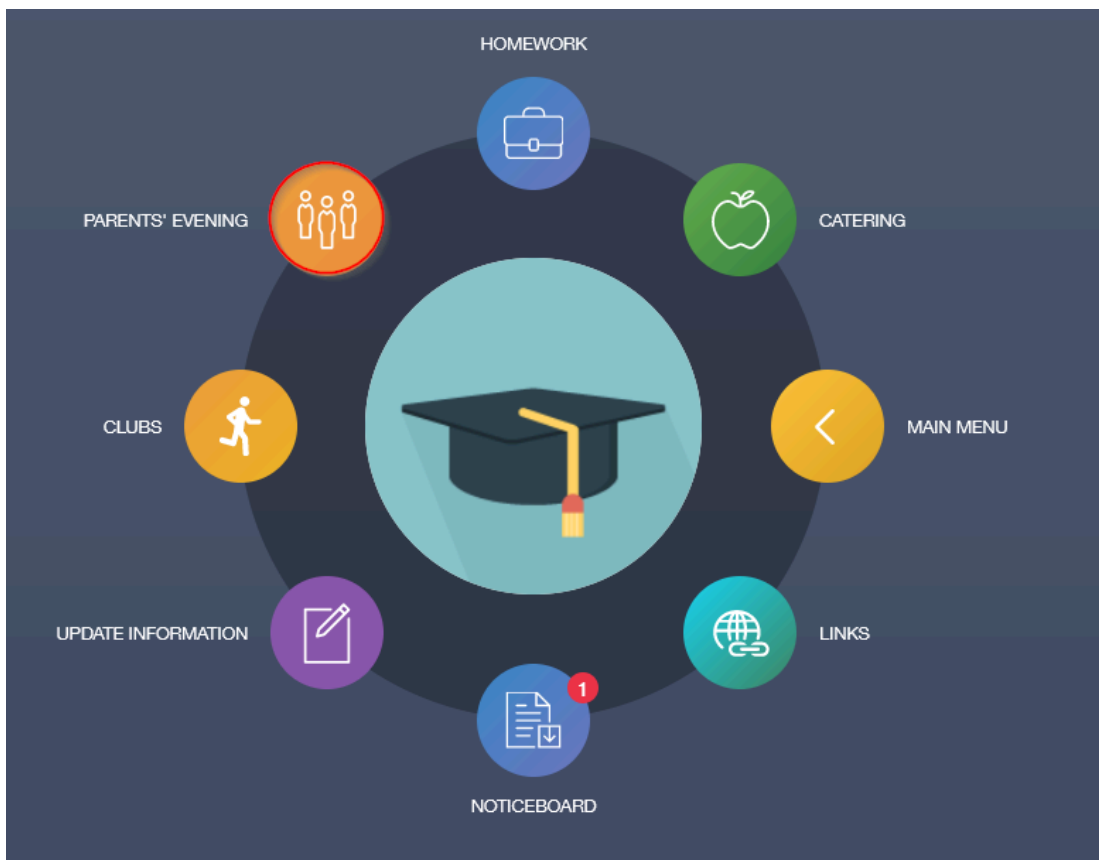 HOMEWORK
PARENTS' EVENING
CATERING
CLUBS
MAIN MENU
UPDATE INFORMATION
LINKS
1
NOTICEBOARD